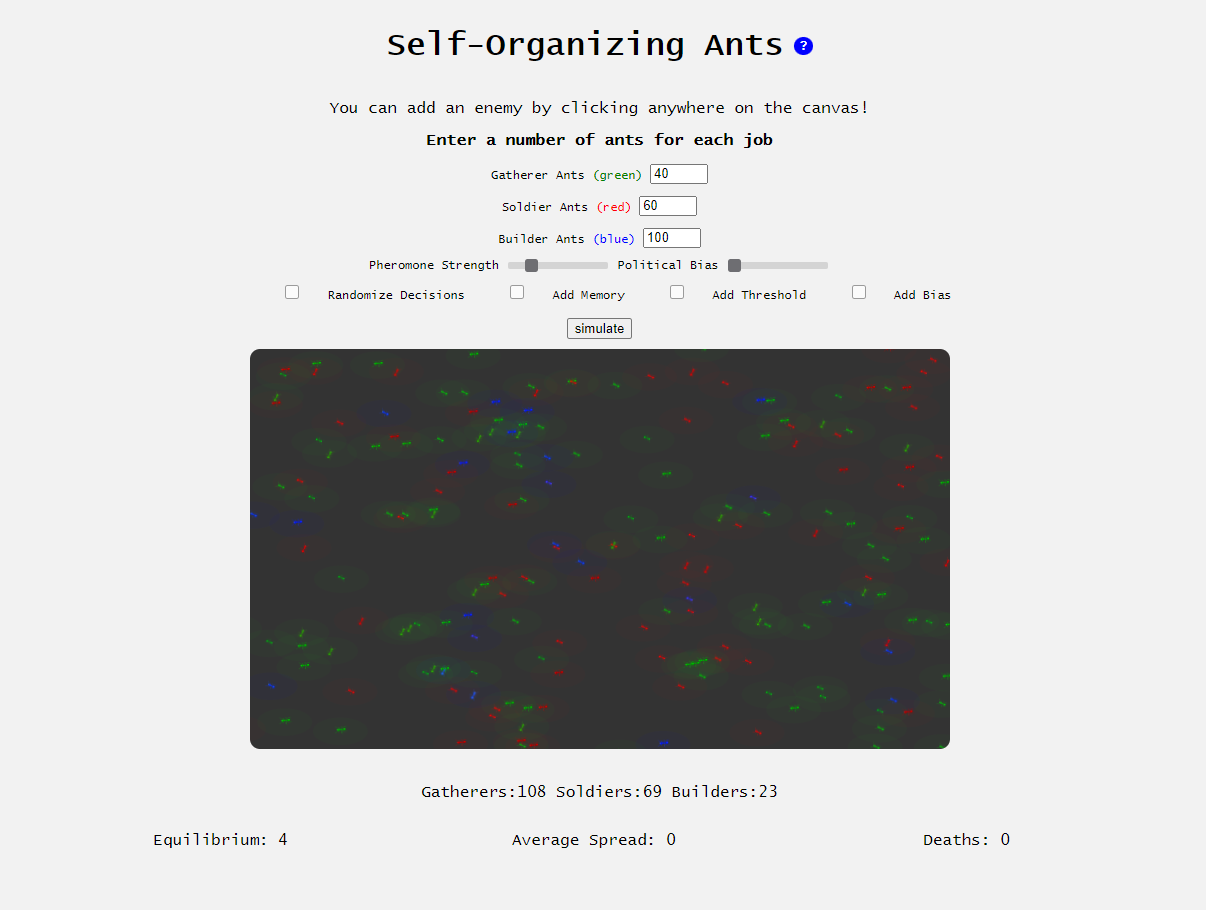 Self-Organizing Ants ?
You can add an enemy by clicking anywhere on the canvas!
Enter a number of ants for each job
Gatherer Ants (green) 40
Soldier Ants (red) 60
Builder Ants (blue) 100
Pheromone Strength Political Bias
Randomize Decisions Add Memory Add Threshold Add Bias
simulate
Gatherers:108 Soldiers:69 Builders:23
Equilibrium: 4 Average Spread: 0 Deaths: 0